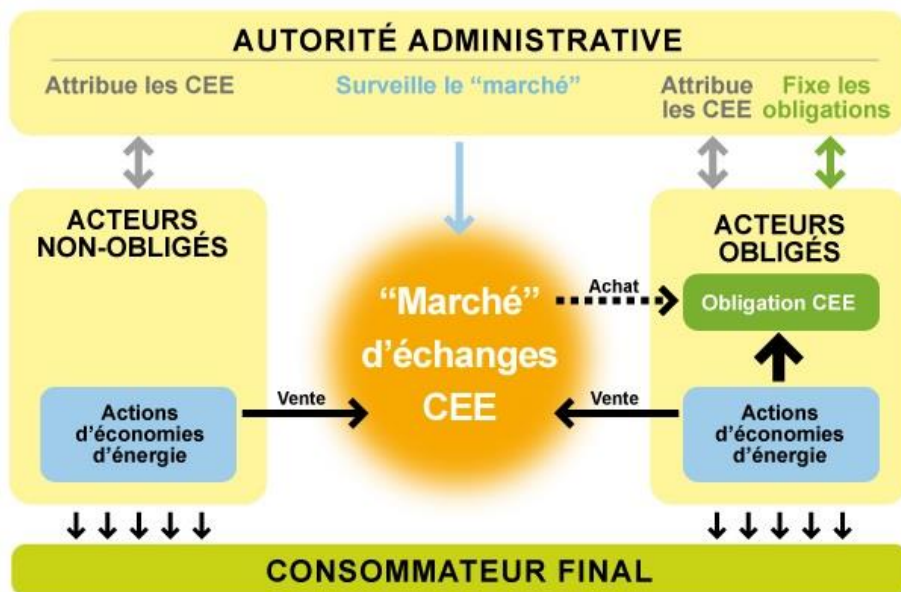 AUTORITÉ ADMINISTRATIVE
Attribue les CEE
Surveille le “marché”
Attribue
les CEE
Fixe les
obligations
ACTEURS
NON-OBLIGÉS
ACTEURS
OBLIGÉS
“Marché”
d’échanges
CEE
Achat
Obligation CEE
Actions
d’économies
d’énergie
Vente
Vente
Actions
d’économies
d’énergie
CONSOMMATEUR FINAL